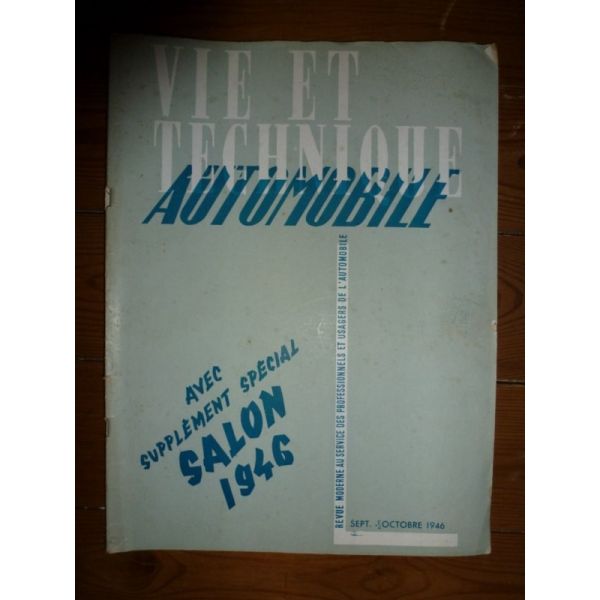 VIE ET
TECHNIQUE
AUTOMOBILE
REVUE MODERNE AU SERVICE DES PROFESSIONNELS ET USAGERS DE L'AUTOMOBILE
AVEC
SUPPLÉMENT SPÉCIAL
SALON
1946
SEPT. - OCTOBRE 1946